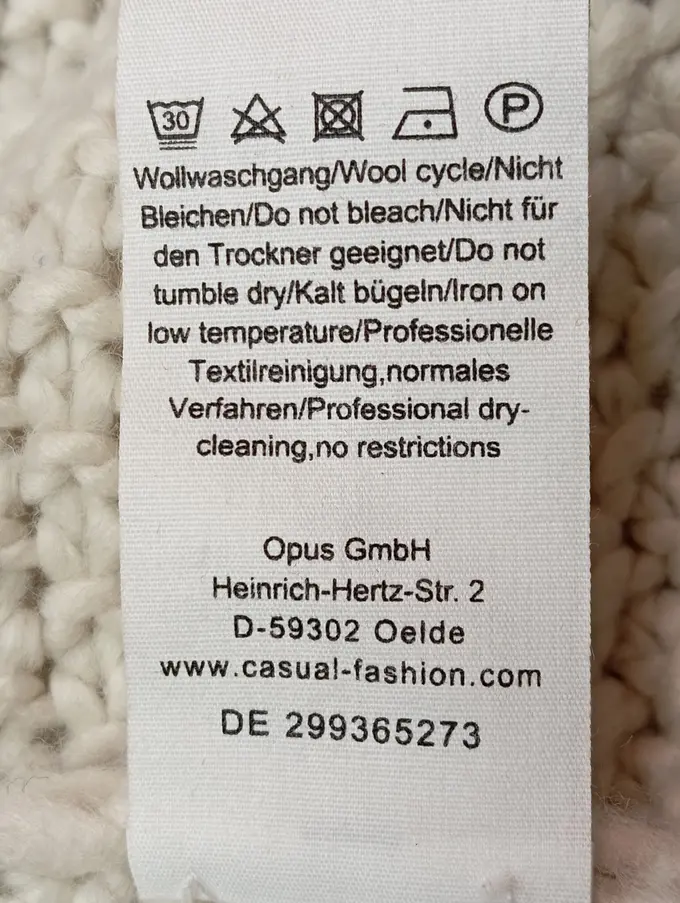 30 P
Wollwaschgang/Wool cycle/Nicht
Bleichen/Do not bleach/Nicht für
den Trockner geeignet/Do not
tumble dry/Kalt bügeln/Iron on
low temperature/Professionelle
Textilreinigung,normales
Verfahren/Professional dry-
cleaning,no restrictions
Opus GmbH
Heinrich-Hertz-Str. 2
D-59302 Oelde
www.casual-fashion.com
DE 299365273